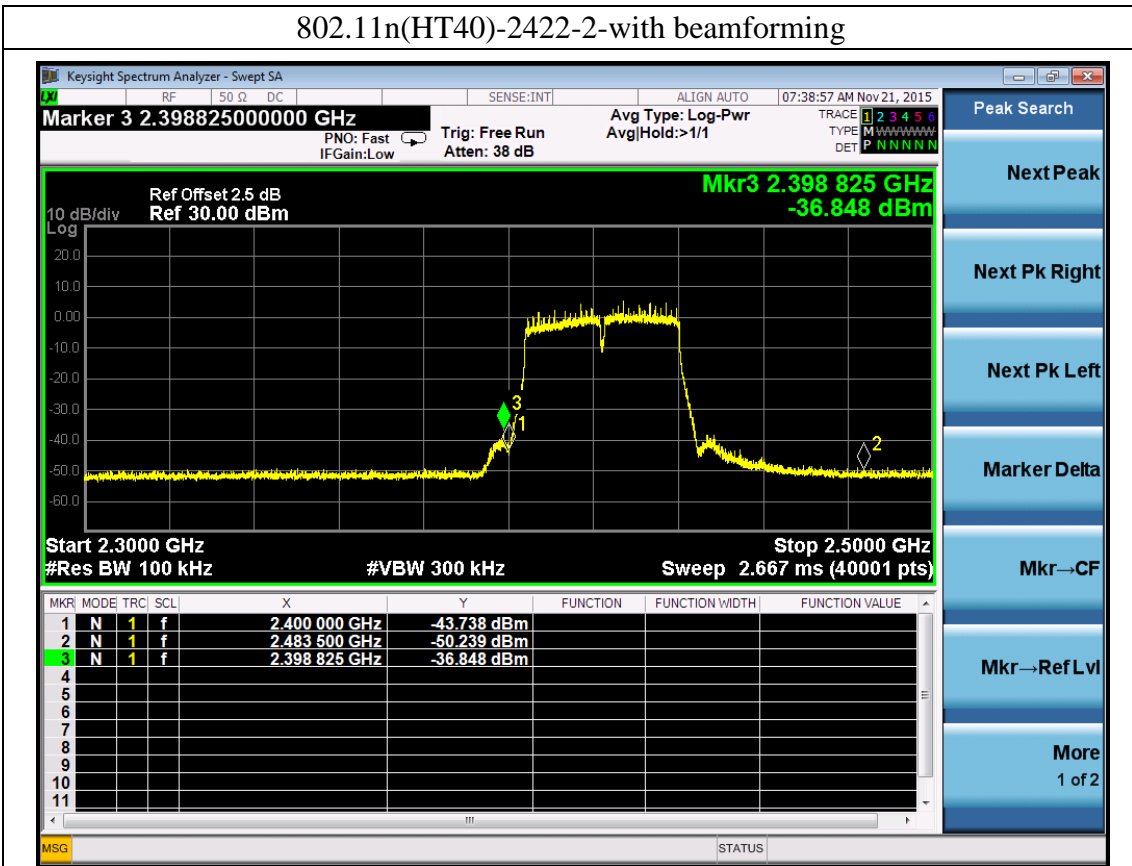 802.11n(HT40)-2422-2-with beamforming
Keysight Spectrum Analyzer - Swept SA
LXI RF 50 Ω DC SENSE:INT ALIGN AUTO 07:38:57 AM Nov 21, 2015
Marker 3 2.398825000000 GHz
PNO: Fast
IFGain:Low
Trig: Free Run
Atten: 38 dB
Avg Type: Log-Pwr
Avg|Hold:>1/1
TRACE 1 2 3 4 5 6
TYPE M WWWWW
DET P N N N N N
Peak Search
Next Peak
Next Pk Right
Next Pk Left
Marker Delta
Mkr→CF
Mkr→Ref Lvl
More
1 of 2
Mkr3 2.398 825 GHz
-36.848 dBm
Ref Offset 2.5 dB
10 dB/div Ref 30.00 dBm
Log
20.0
10.0
0.00
-10.0
-20.0
-30.0
-40.0
-50.0
-60.0
3
1
2
Start 2.3000 GHz Stop 2.5000 GHz
#Res BW 100 kHz #VBW 300 kHz Sweep 2.667 ms (40001 pts)
MKR MODE TRC SCL X Y FUNCTION FUNCTION WIDTH FUNCTION VALUE
1 N 1 f 2.400 000 GHz -43.738 dBm
2 N 1 f 2.483 500 GHz -50.239 dBm
3 N 1 f 2.398 825 GHz -36.848 dBm
4
5
6
7
8
9
10
11
MSG STATUS